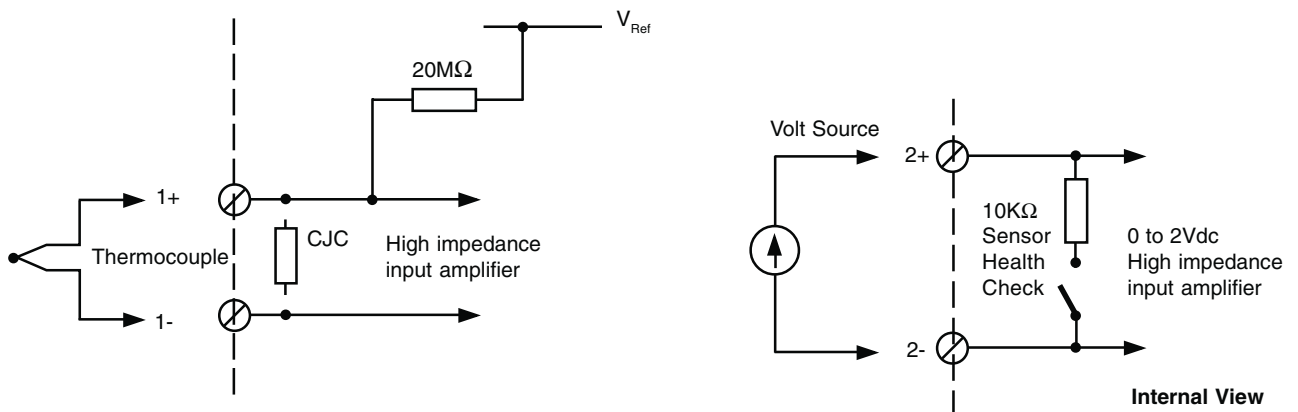 V_Ref
20MΩ
1+
Thermocouple
1-
CJC
High impedance
input amplifier
Volt Source
2+
10KΩ
Sensor
Health
Check
0 to 2Vdc
High impedance
input amplifier
2-
Internal View